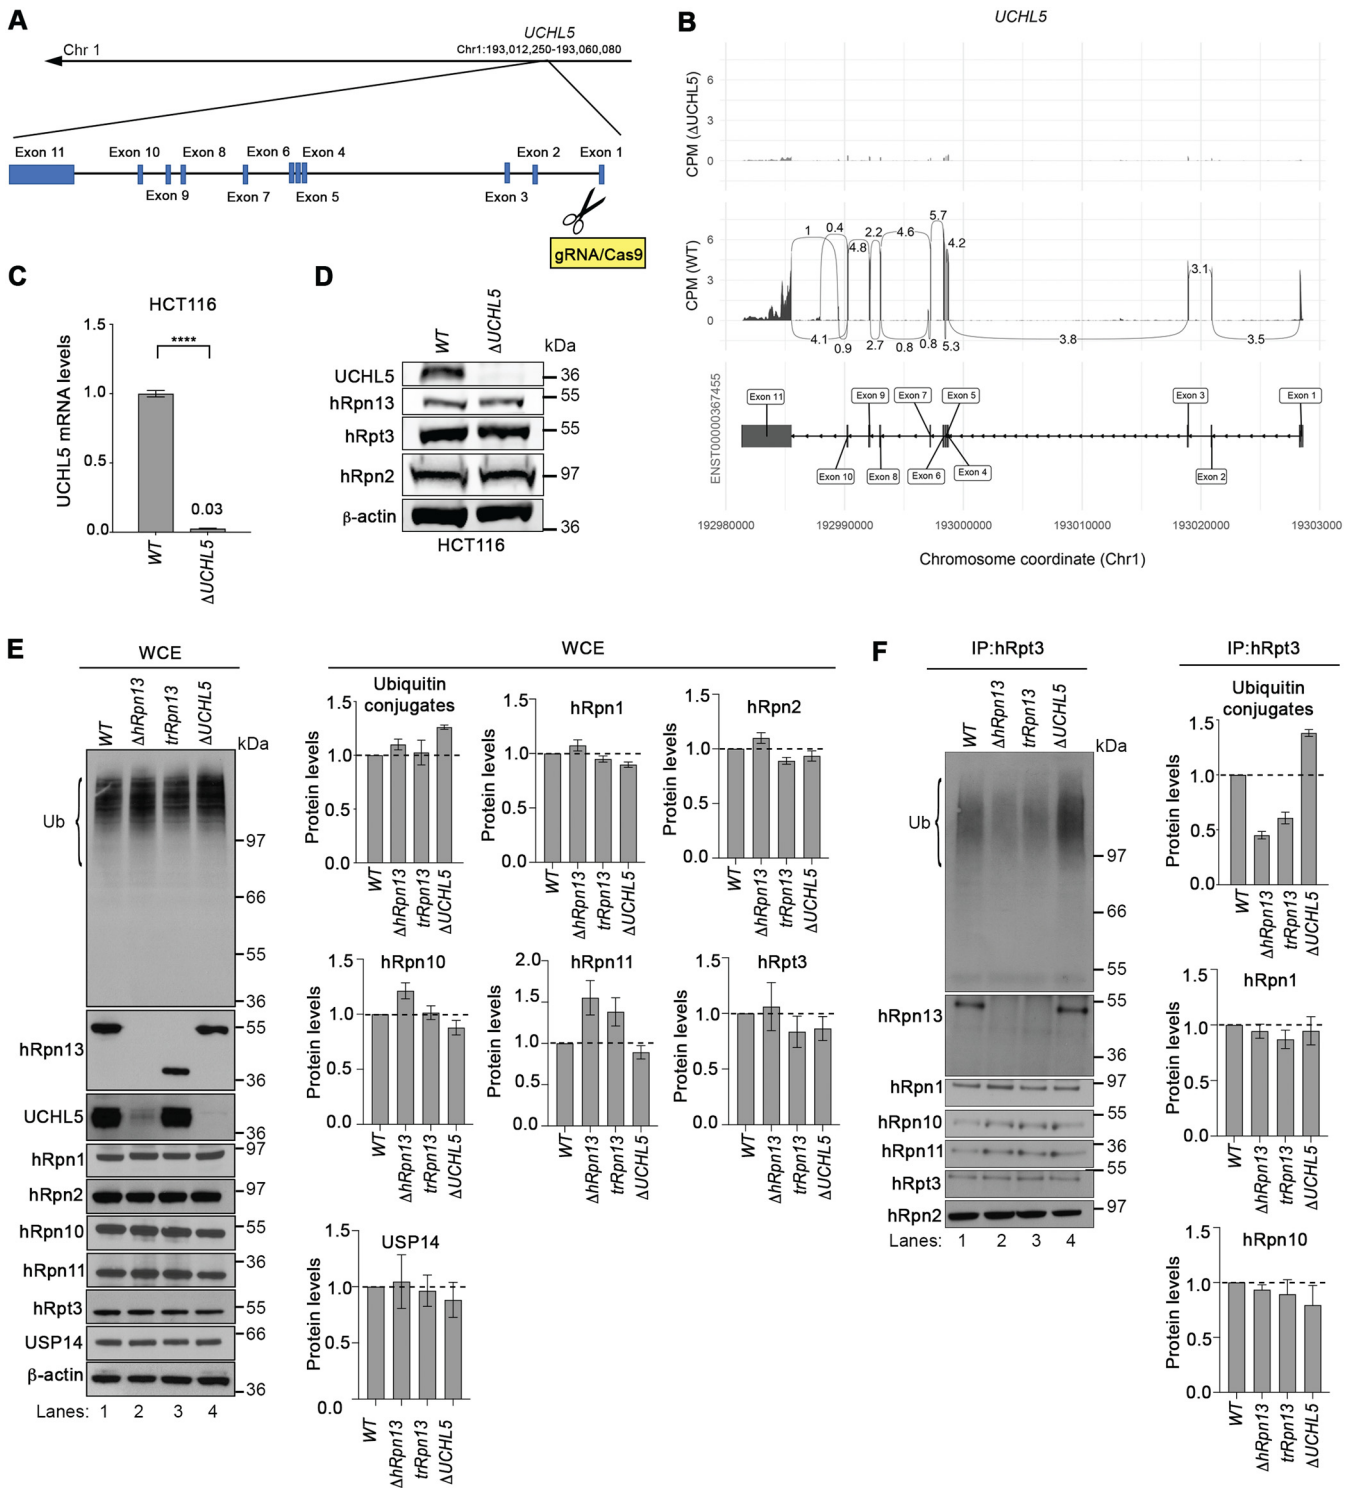 A
UCHL5
Chr 1
Chr1:193,012,250-193,060,080
Exon 11
Exon 10
Exon 8
Exon 6
Exon 4
Exon 2
Exon 1
Exon 9
Exon 7
Exon 5
Exon 3
gRNA/Cas9
B
UCHL5
CPM (ΔUCHL5)
6
3
0
CPM (WT)
6
3
0
1
0.4
4.8
2.2
4.6
5.7
4.2
3.1
4.1
0.9
2.7
0.8
0.8
5.3
3.8
3.5
ENST00000367455
Exon 11
Exon 9
Exon 7
Exon 5
Exon 3
Exon 1
Exon 10
Exon 8
Exon 6
Exon 4
Exon 2
192980000
192990000
193000000
193010000
193020000
19303000
Chromosome coordinate (Chr1)
C
HCT116
UCHL5 mRNA levels
1.5
1.0
0.5
0.0
****
0.03
WT
ΔUCHL5
D
WT
ΔUCHL5
kDa
UCHL5
36
hRpn13
55
hRpt3
55
hRpn2
97
β-actin
36
HCT116
E
WCE
WT
ΔhRpn13
trRpn13
ΔUCHL5
kDa
Ub
97
66
55
36
hRpn13
55
36
UCHL5
36
hRpn1
97
hRpn2
97
hRpn10
55
hRpn11
36
hRpt3
55
USP14
66
β-actin
36
Lanes: 1 2 3 4
WCE
Ubiquitin
conjugates
Protein levels
1.5
1.0
0.5
0.0
WT
ΔhRpn13
trRpn13
ΔUCHL5
hRpn1
Protein levels
1.5
1.0
0.5
0.0
WT
ΔhRpn13
trRpn13
ΔUCHL5
hRpn2
Protein levels
1.5
1.0
0.5
0.0
WT
ΔhRpn13
trRpn13
ΔUCHL5
hRpn10
Protein levels
1.5
1.0
0.5
0.0
WT
ΔhRpn13
trRpn13
ΔUCHL5
hRpn11
Protein levels
2.0
1.5
1.0
0.5
0.0
WT
ΔhRpn13
trRpn13
ΔUCHL5
hRpt3
Protein levels
1.5
1.0
0.5
0.0
WT
ΔhRpn13
trRpn13
ΔUCHL5
USP14
Protein levels
1.5
1.0
0.5
0.0
WT
ΔhRpn13
trRpn13
ΔUCHL5
F
IP:hRpt3
WT
ΔhRpn13
trRpn13
ΔUCHL5
kDa
Ub
97
66
55
hRpn13
55
36
hRpn1
97
hRpn10
55
hRpn11
36
hRpt3
55
hRpn2
97
Lanes: 1 2 3 4
IP:hRpt3
Ubiquitin
conjugates
Protein levels
1.5
1.0
0.5
0.0
WT
ΔhRpn13
trRpn13
ΔUCHL5
hRpn1
Protein levels
1.5
1.0
0.5
0.0
WT
ΔhRpn13
trRpn13
ΔUCHL5
hRpn10
Protein levels
1.5
1.0
0.5
0.0
WT
ΔhRpn13
trRpn13
ΔUCHL5